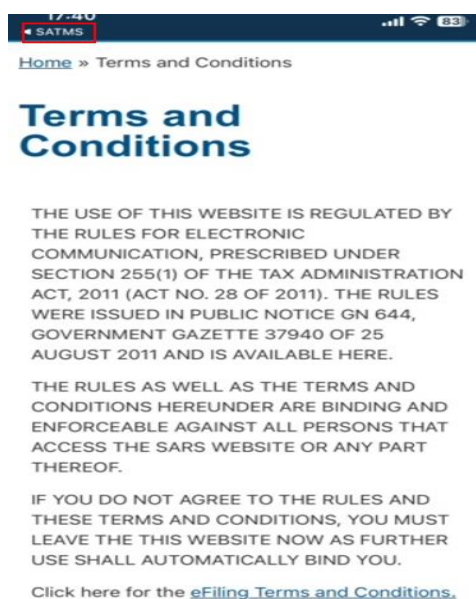 17:40
83
◀ SATMS
Home » Terms and Conditions
Terms and
Conditions
THE USE OF THIS WEBSITE IS REGULATED BY
THE RULES FOR ELECTRONIC
COMMUNICATION, PRESCRIBED UNDER
SECTION 255(1) OF THE TAX ADMINISTRATION
ACT, 2011 (ACT NO. 28 OF 2011). THE RULES
WERE ISSUED IN PUBLIC NOTICE GN 644,
GOVERNMENT GAZETTE 37940 OF 25
AUGUST 2011 AND IS AVAILABLE HERE.
THE RULES AS WELL AS THE TERMS AND
CONDITIONS HEREUNDER ARE BINDING AND
ENFORCEABLE AGAINST ALL PERSONS THAT
ACCESS THE SARS WEBSITE OR ANY PART
THEREOF.
IF YOU DO NOT AGREE TO THE RULES AND
THESE TERMS AND CONDITIONS, YOU MUST
LEAVE THE THIS WEBSITE NOW AS FURTHER
USE SHALL AUTOMATICALLY BIND YOU.
Click here for the eFiling Terms and Conditions.